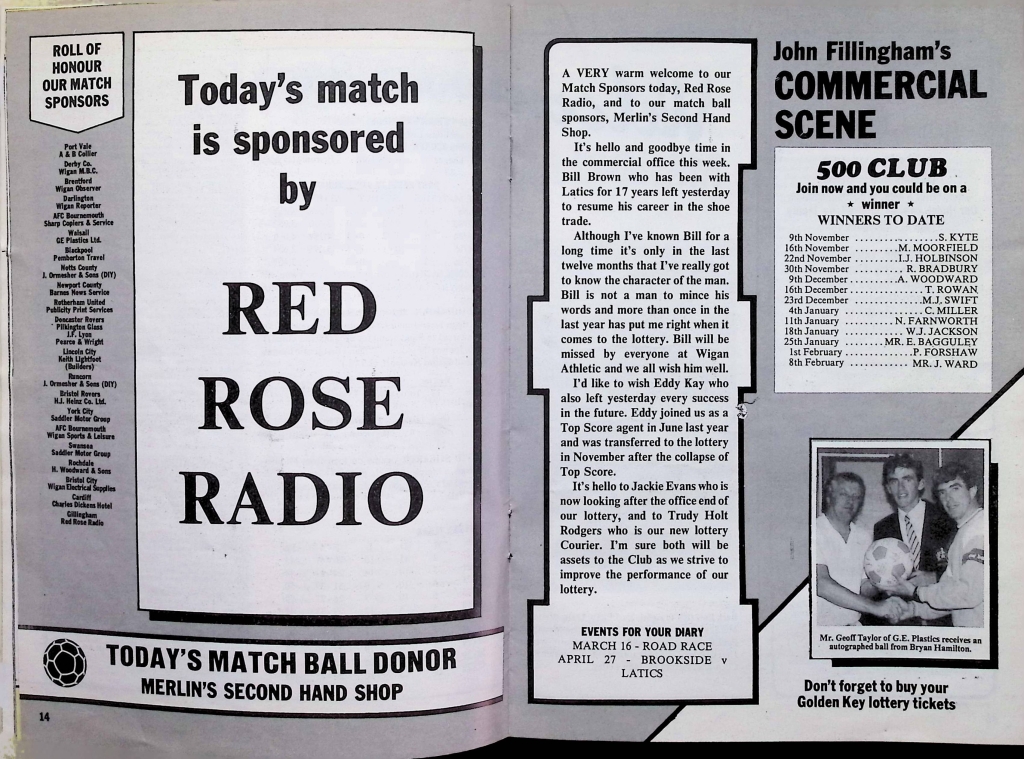 ROLL OF
HONOUR
OUR MATCH
SPONSORS
Port Vale
A & B Collier
Derby Co.
Wigan M.B.C.
Brentford
Wigan Observer
Darlington
Wigan Reporter
AFC Bournemouth
Sharp Copiers & Service
Walsall
GE Plastics Ltd.
Blackpool
Pemberton Travel
Notts County
J. Ormesher & Sons (DIY)
Newport County
Barnes News Service
Rotherham United
Publicity Print Services
Doncaster Rovers
Pilkington Glass
J.F. Lyon
Pearce & Wright
Lincoln City
Keith Lightfoot
(Builders)
Runcorn
J. Ormesher & Sons (DIY)
Bristol Rovers
H.J. Heinz Co. Ltd.
York City
Saddler Motor Group
AFC Bournemouth
Wigan Sports & Leisure
Swansea
Saddler Motor Group
Rochdale
H. Woodward & Sons
Bristol City
Wigan Electrical Supplies
Cardiff
Charles Dickens Hotel
Gillingham
Red Rose Radio
Today's match
is sponsored
by
RED
ROSE
RADIO
TODAY'S MATCH BALL DONOR
MERLIN'S SECOND HAND SHOP
14
A VERY warm welcome to our
Match Sponsors today, Red Rose
Radio, and to our match ball
sponsors, Merlin's Second Hand
Shop.
It's hello and goodbye time in
the commercial office this week.
Bill Brown who has been with
Latics for 17 years left yesterday
to resume his career in the shoe
trade.
Although I've known Bill for a
long time it's only in the last
twelve months that I've really got
to know the character of the man.
Bill is not a man to mince his
words and more than once in the
last year has put me right when it
comes to the lottery. Bill will be
missed by everyone at Wigan
Athletic and we all wish him well.
I'd like to wish Eddy Kay who
also left yesterday every success
in the future. Eddy joined us as a
Top Score agent in June last year
and was transferred to the lottery
in November after the collapse of
Top Score.
It's hello to Jackie Evans who is
now looking after the office end of
our lottery, and to Trudy Holt
Rodgers who is our new lottery
Courier. I'm sure both will be
assets to the Club as we strive to
improve the performance of our
lottery.
EVENTS FOR YOUR DIARY
MARCH 16 - ROAD RACE
APRIL 27 - BROOKSIDE v
LATICS
John Fillingham's
COMMERCIAL
SCENE
500 CLUB
Join now and you could be on a
★ winner ★
WINNERS TO DATE
9th November ................S. KYTE
16th November ........M. MOORFIELD
22nd November ........I.J. HOLBINSON
30th November ........ R. BRADBURY
9th December ........A. WOODWARD
16th December ............T. ROWAN
23rd December ............M.J. SWIFT
4th January ................C. MILLER
11th January .........N. FARNWORTH
18th January ...........W.J. JACKSON
25th January .......MR. E. BAGGULEY
1st February .............P. FORSHAW
8th February ............ MR. J. WARD
Mr. Geoff Taylor of G.E. Plastics receives an
autographed ball from Bryan Hamilton.
Don't forget to buy your
Golden Key lottery tickets